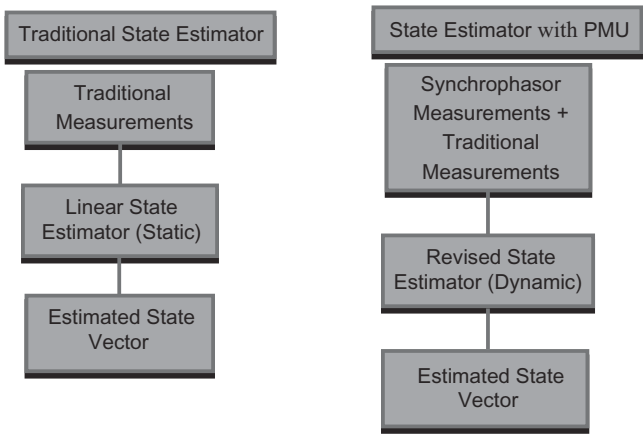 Traditional State Estimator
Traditional
Measurements
Linear State
Estimator (Static)
Estimated State
Vector
State Estimator with PMU
Synchrophasor
Measurements +
Traditional
Measurements
Revised State
Estimator (Dynamic)
Estimated State
Vector